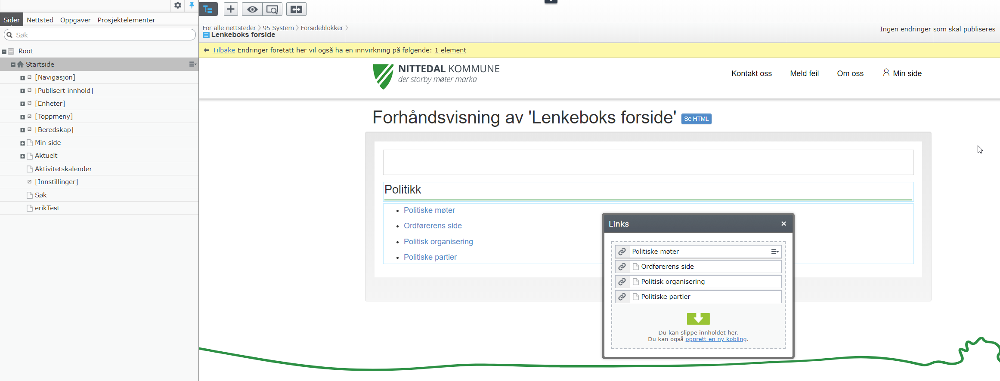 Sider Nettsted Oppgaver Prosjektelementer
Søk
Root
Startside
[Navigasjon]
[Publisert innhold]
[Enheter]
[Toppmeny]
[Beredskap]
Min side
Aktuelt
Aktivitetskalender
[Innstillinger]
Søk
erikTest
For alle nettsteder 95 System Forsideblokker
Lenkeboks forside
Ingen endringer som skal publiseres
Tilbake Endringer foretatt her vil også ha en innvirkning på følgende: 1 element
NITTEDAL KOMMUNE
der storby møter marka
Kontakt oss Meld feil Om oss Min side
Forhåndsvisning av 'Lenkeboks forside' Se HTML
Politikk
Politiske møter
Ordførerens side
Politisk organisering
Politiske partier
Links
Politiske møter
Ordførerens side
Politisk organisering
Politiske partier
Du kan slippe innholdet her.
Du kan også opprett en ny kobling.